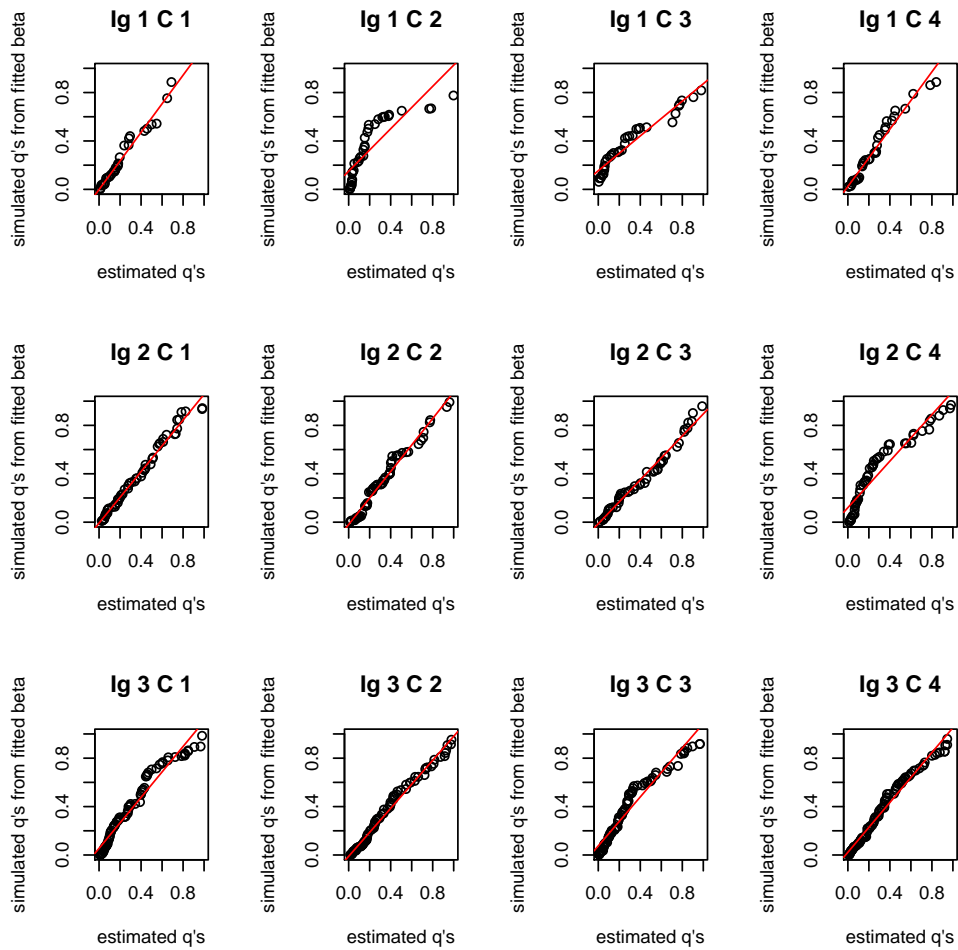 Ig 1 C 1
simulated q's from fitted beta
0.0 0.4 0.8
0.0 0.4 0.8
estimated q's
Ig 1 C 2
simulated q's from fitted beta
0.0 0.4 0.8
0.0 0.4 0.8
estimated q's
Ig 1 C 3
simulated q's from fitted beta
0.0 0.4 0.8
0.0 0.4 0.8
estimated q's
Ig 1 C 4
simulated q's from fitted beta
0.0 0.4 0.8
0.0 0.4 0.8
estimated q's
Ig 2 C 1
simulated q's from fitted beta
0.0 0.4 0.8
0.0 0.4 0.8
estimated q's
Ig 2 C 2
simulated q's from fitted beta
0.0 0.4 0.8
0.0 0.4 0.8
estimated q's
Ig 2 C 3
simulated q's from fitted beta
0.0 0.4 0.8
0.0 0.4 0.8
estimated q's
Ig 2 C 4
simulated q's from fitted beta
0.0 0.4 0.8
0.0 0.4 0.8
estimated q's
Ig 3 C 1
simulated q's from fitted beta
0.0 0.4 0.8
0.0 0.4 0.8
estimated q's
Ig 3 C 2
simulated q's from fitted beta
0.0 0.4 0.8
0.0 0.4 0.8
estimated q's
Ig 3 C 3
simulated q's from fitted beta
0.0 0.4 0.8
0.0 0.4 0.8
estimated q's
Ig 3 C 4
simulated q's from fitted beta
0.0 0.4 0.8
0.0 0.4 0.8
estimated q's